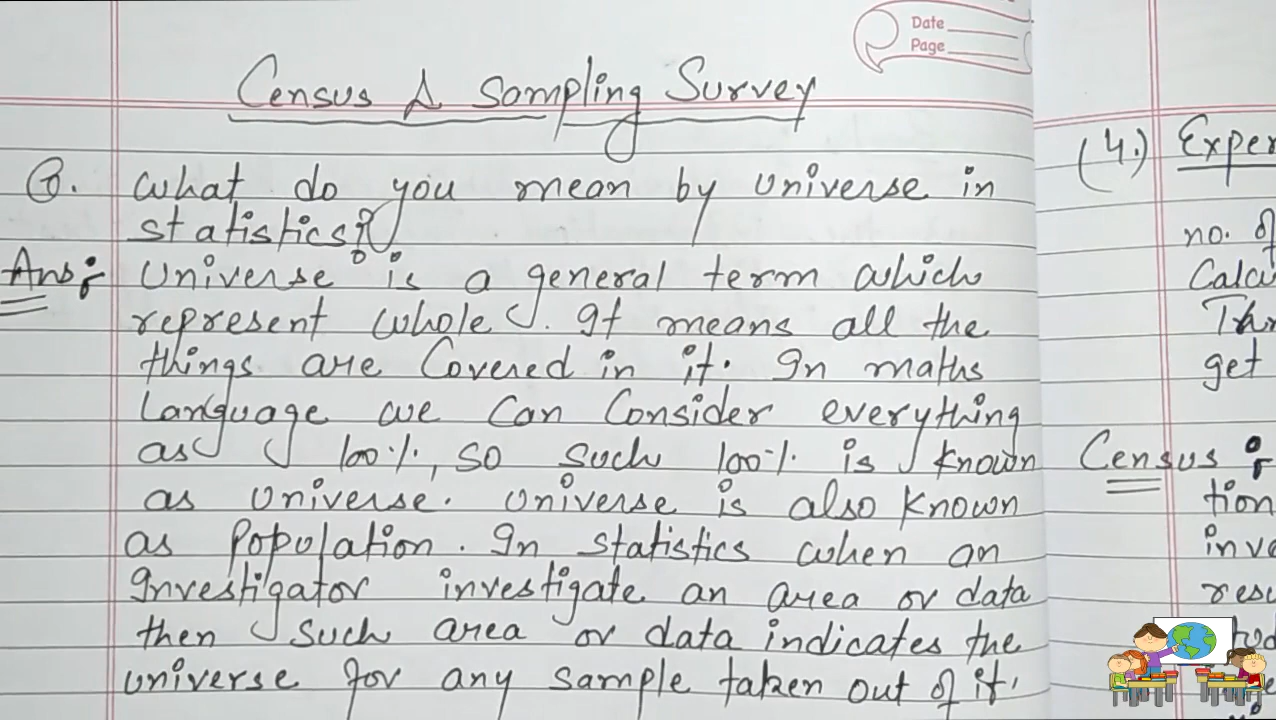 Date
Page
Census & Sampling Survey
Q. What do you mean by Universe in
statistics?
Ans: Universe is a general term which
represent whole. It means all the
things are Covered in it. In maths
language we Can Consider everything
as 100%, so such 100% is known
as Universe. Universe is also known
as Population. In statistics when an
Investigator investigate an area or data
then such area or data indicates the
universe for any sample taken out of it.
(4.) Exper
no. of
Calcu
get
Census :
tion
inve
resu